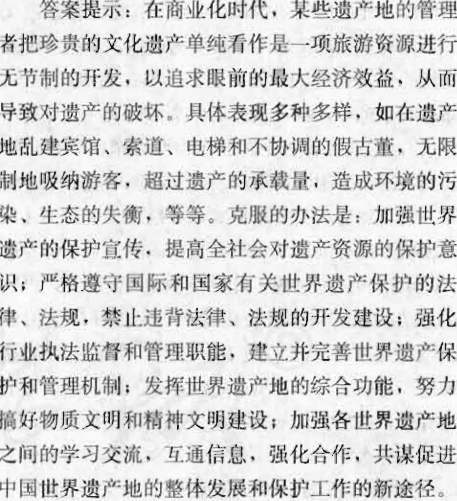 答案提示：在商业化时代，某些遗产地的管理
者把珍贵的文化遗产单纯看作是一项旅游资源进行
无节制的开发，以追求眼前的最大经济效益，从而
导致对遗产的破坏。具体表现多种多样，如在遗产
地乱建宾馆、索道、电梯和不协调的假古董，无限
制地吸纳游客，超过遗产的承载量，造成环境的污
染、生态的失衡，等等。克服的办法是：加强世界
遗产的保护宣传，提高全社会对遗产资源的保护意
识；严格遵守国际和国家有关世界遗产保护的法
律、法规，禁止违背法律、法规的开发建设；强化
行业执法监督和管理职能，建立并完善世界遗产保
护和管理机制；发挥世界遗产地的综合功能，努力
搞好物质文明和精神文明建设；加强各世界遗产地
之间的学习交流，互通信息，强化合作，共谋促进
中国世界遗产地的整体发展和保护工作的新途径。